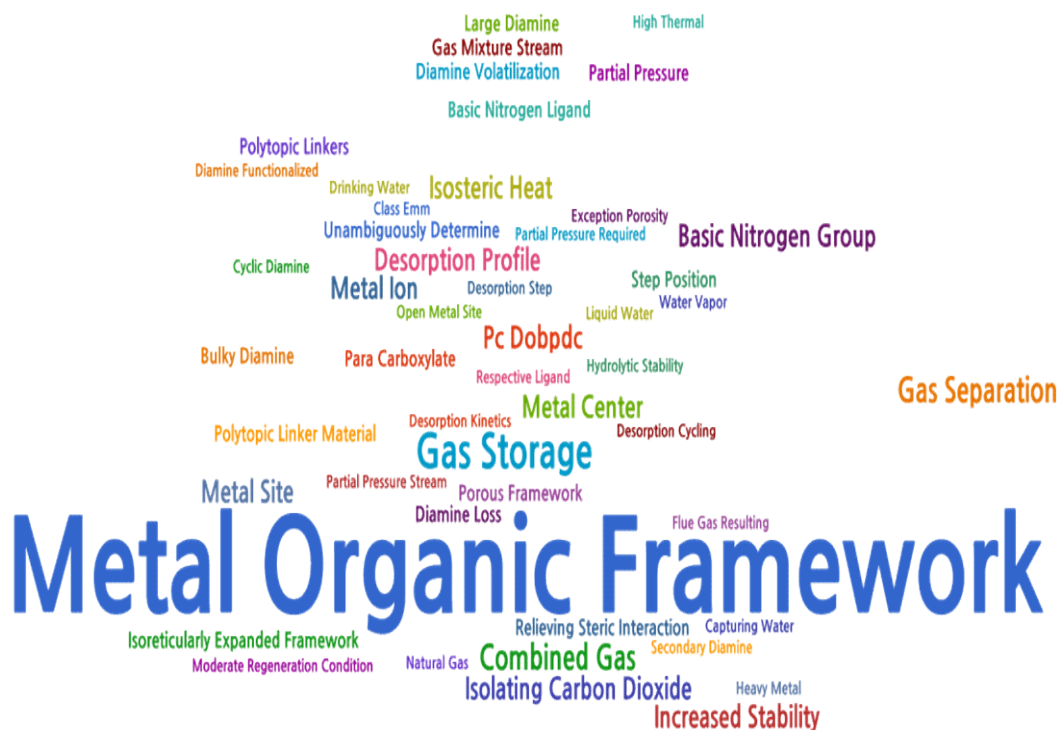 Large Diamine
High Thermal
Gas Mixture Stream
Diamine Volatilization
Partial Pressure
Basic Nitrogen Ligand
Polytopic Linkers
Diamine Functionalized
Drinking Water
Isosteric Heat
Class Emm
Exception Porosity
Unambiguously Determine
Partial Pressure Required
Basic Nitrogen Group
Desorption Profile
Cyclic Diamine
Metal Ion
Desorption Step
Step Position
Water Vapor
Open Metal Site
Liquid Water
Pc Dobpdc
Bulky Diamine
Para Carboxylate
Hydrolytic Stability
Respective Ligand
Gas Separation
Metal Center
Desorption Kinetics
Desorption Cycling
Polytopic Linker Material
Gas Storage
Metal Site
Partial Pressure Stream
Porous Framework
Diamine Loss
Flue Gas Resulting
Metal Organic Framework
Relieving Steric Interaction
Capturing Water
Isoreticularly Expanded Framework
Secondary Diamine
Moderate Regeneration Condition
Natural Gas
Combined Gas
Isolating Carbon Dioxide
Heavy Metal
Increased Stability